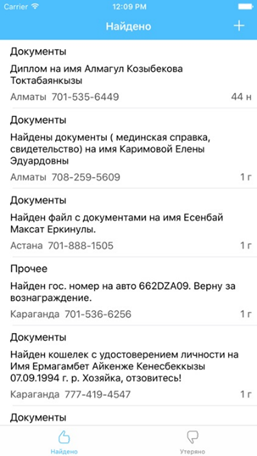 Carrier 12:09 PM
Найдено +
Документы
Диплом на имя Алмагул Козыбекова
Токтабаянкызы
Алматы 701-535-6449 44 н
Документы
Найдены документы ( мединская справка,
свидетельство) на имя Каримовой Елены
Эдуардовны
Алматы 708-259-5609 1 г
Документы
Найден файл с документами на имя Есенбай
Максат Еркинулы.
Астана 701-888-1505 1 г
Прочее
Найден гос. номер на авто 662DZA09. Верну за
вознаграждение.
Караганда 701-536-6256 1 г
Документы
Найден кошелек с удостоверением личности на
Имя Ермагамбет Айкенже Кенесбеккызы
07.09.1994 г. р. Хозяйка, отзовитесь!
Караганда 777-419-4547 1 г
Документы
Найдено Утеряно